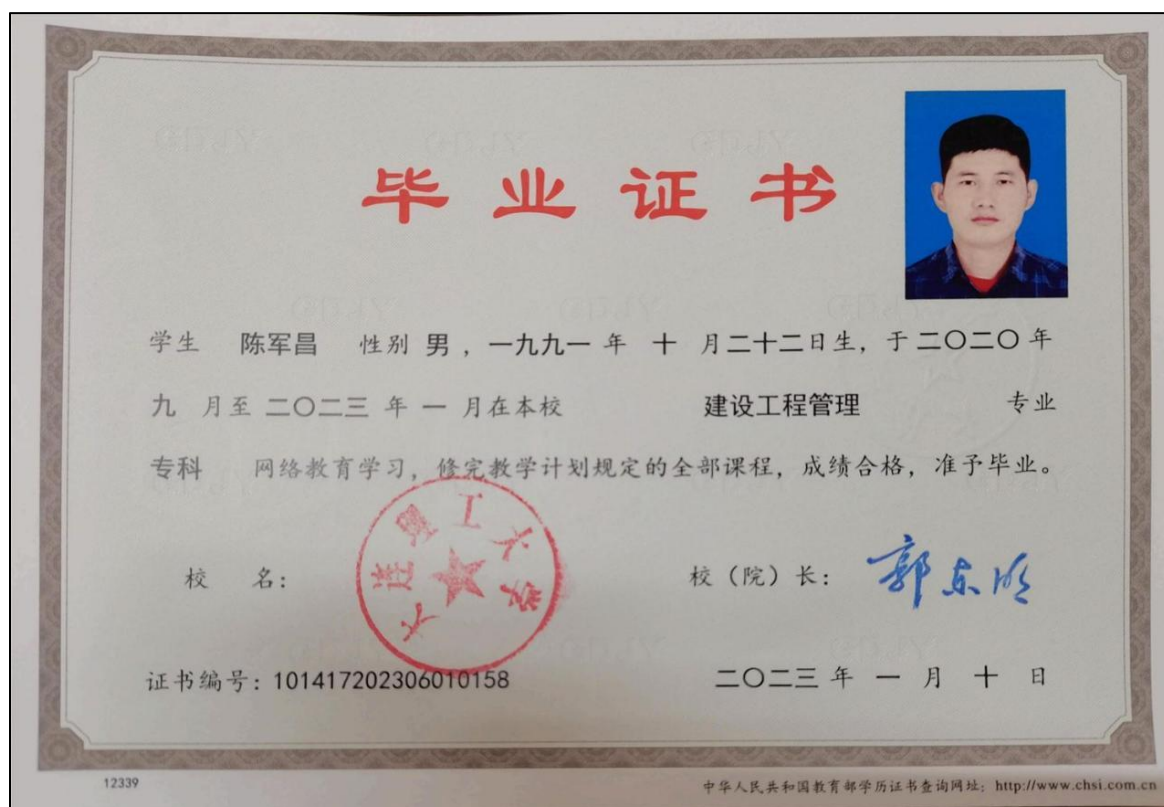 毕业证书
学生 陈军昌 性别 男 ，一九九一 年 十 月二十二日生，于二〇二〇年
九 月至 二〇二三 年 一 月在本校 建设工程管理 专业
专科 网络教育学习，修完教学计划规定的全部课程，成绩合格，准予毕业。
校 名：
大连理工大学
校（院）长：
郭东明
证书编号：101417202306010158
二〇二三 年 一 月 十 日
12339
中华人民共和国教育部学历证书查询网址：http://www.chsi.com.cn